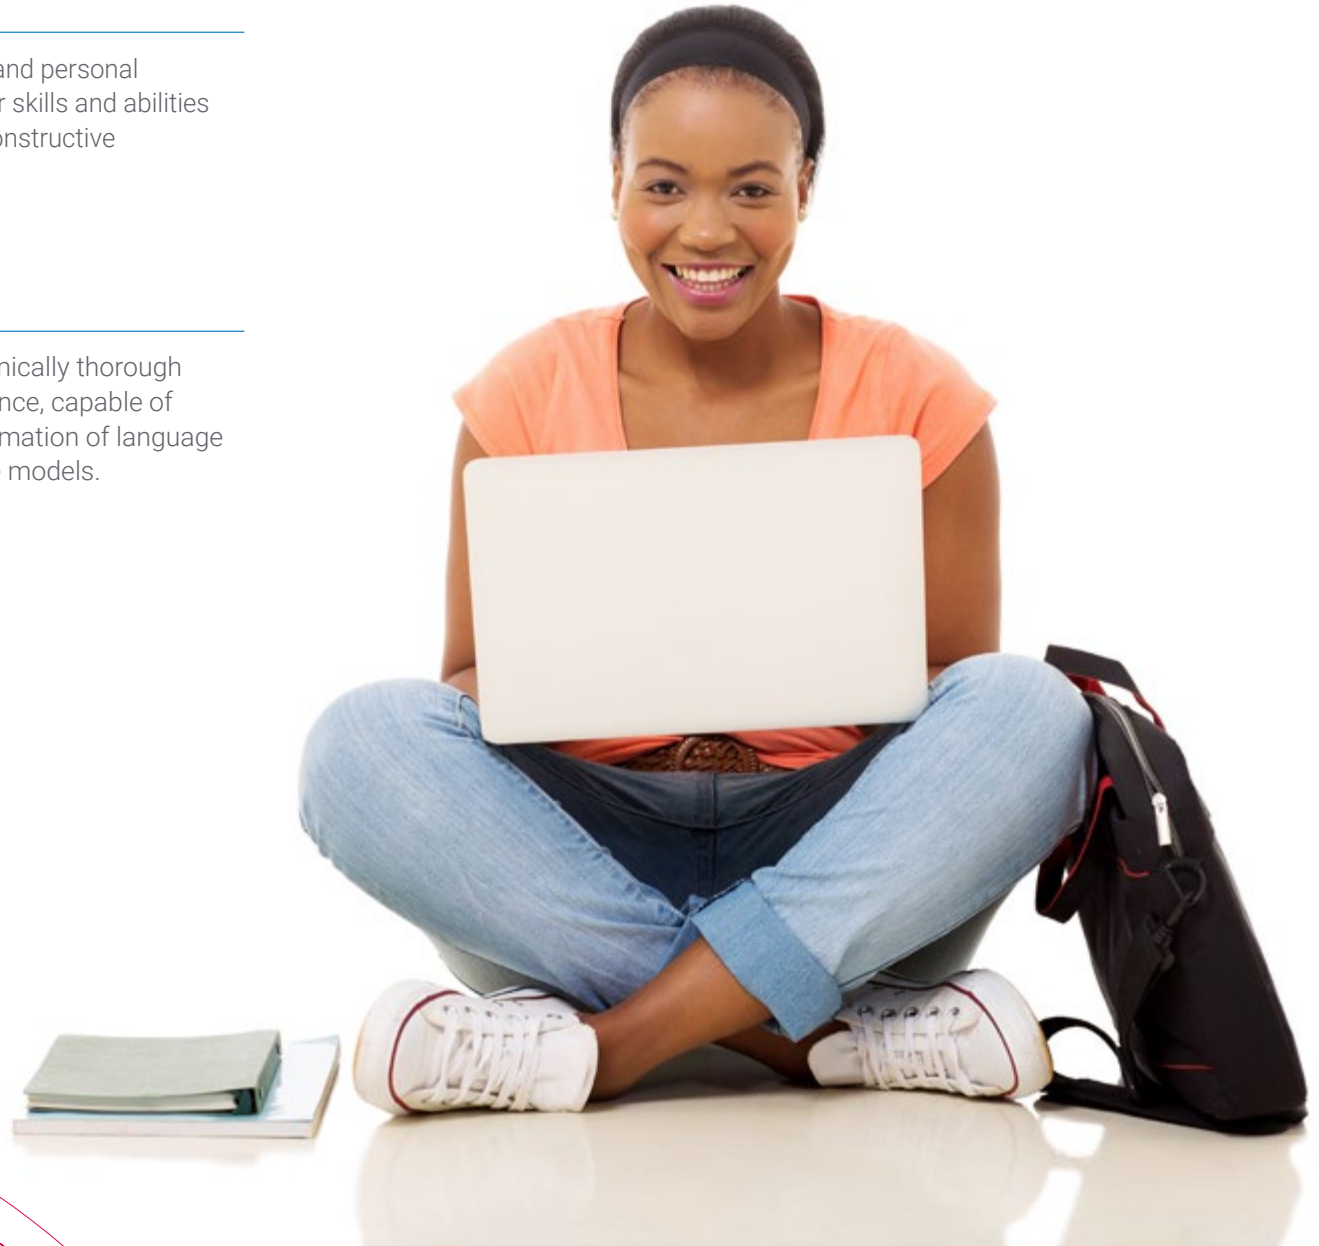 and personal
r skills and abilities
onstructive
nically thorough
nce, capable of
mation of language
models.